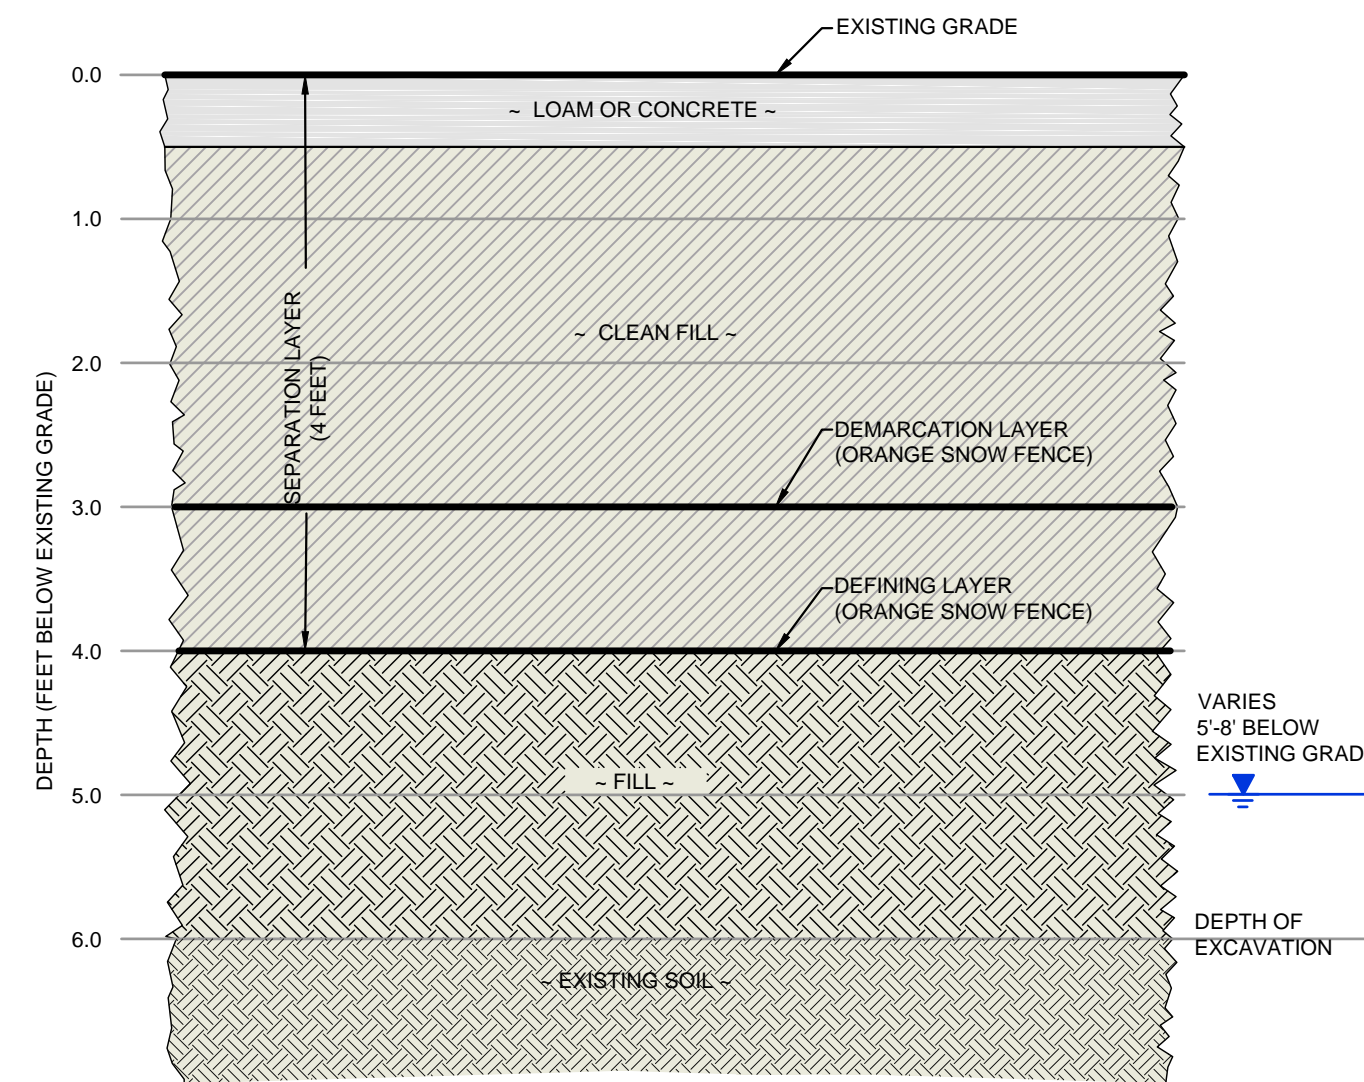 EXISTING GRADE
0.0
~ LOAM OR CONCRETE ~
1.0
SEPARATION LAYER
(4 FEET)
~ CLEAN FILL ~
2.0
DEPTH (FEET BELOW EXISTING GRADE)
DEMARCATION LAYER
(ORANGE SNOW FENCE)
3.0
DEFINING LAYER
(ORANGE SNOW FENCE)
4.0
VARIES
5'-8' BELOW
EXISTING GRAD
~ FILL ~
5.0
DEPTH OF
EXCAVATION
6.0
~ EXISTING SOIL ~